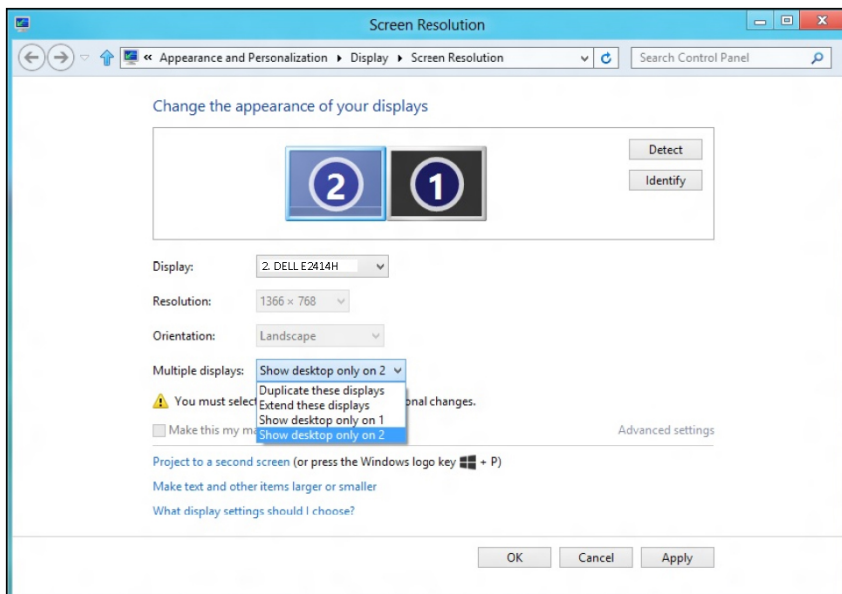 Screen Resolution
« Appearance and Personalization ▸ Display ▸ Screen Resolution
Search Control Panel
Change the appearance of your displays
2
1
Detect
Identify
Display: 2. DELL E2414H
Resolution: 1366 × 768
Orientation: Landscape
Multiple displays: Show desktop only on 2
Duplicate these displays
Extend these displays
Show desktop only on 1
Show desktop only on 2
You must select onal changes.
Make this my ma
Advanced settings
Project to a second screen (or press the Windows logo key + P)
Make text and other items larger or smaller
What display settings should I choose?
OK Cancel Apply